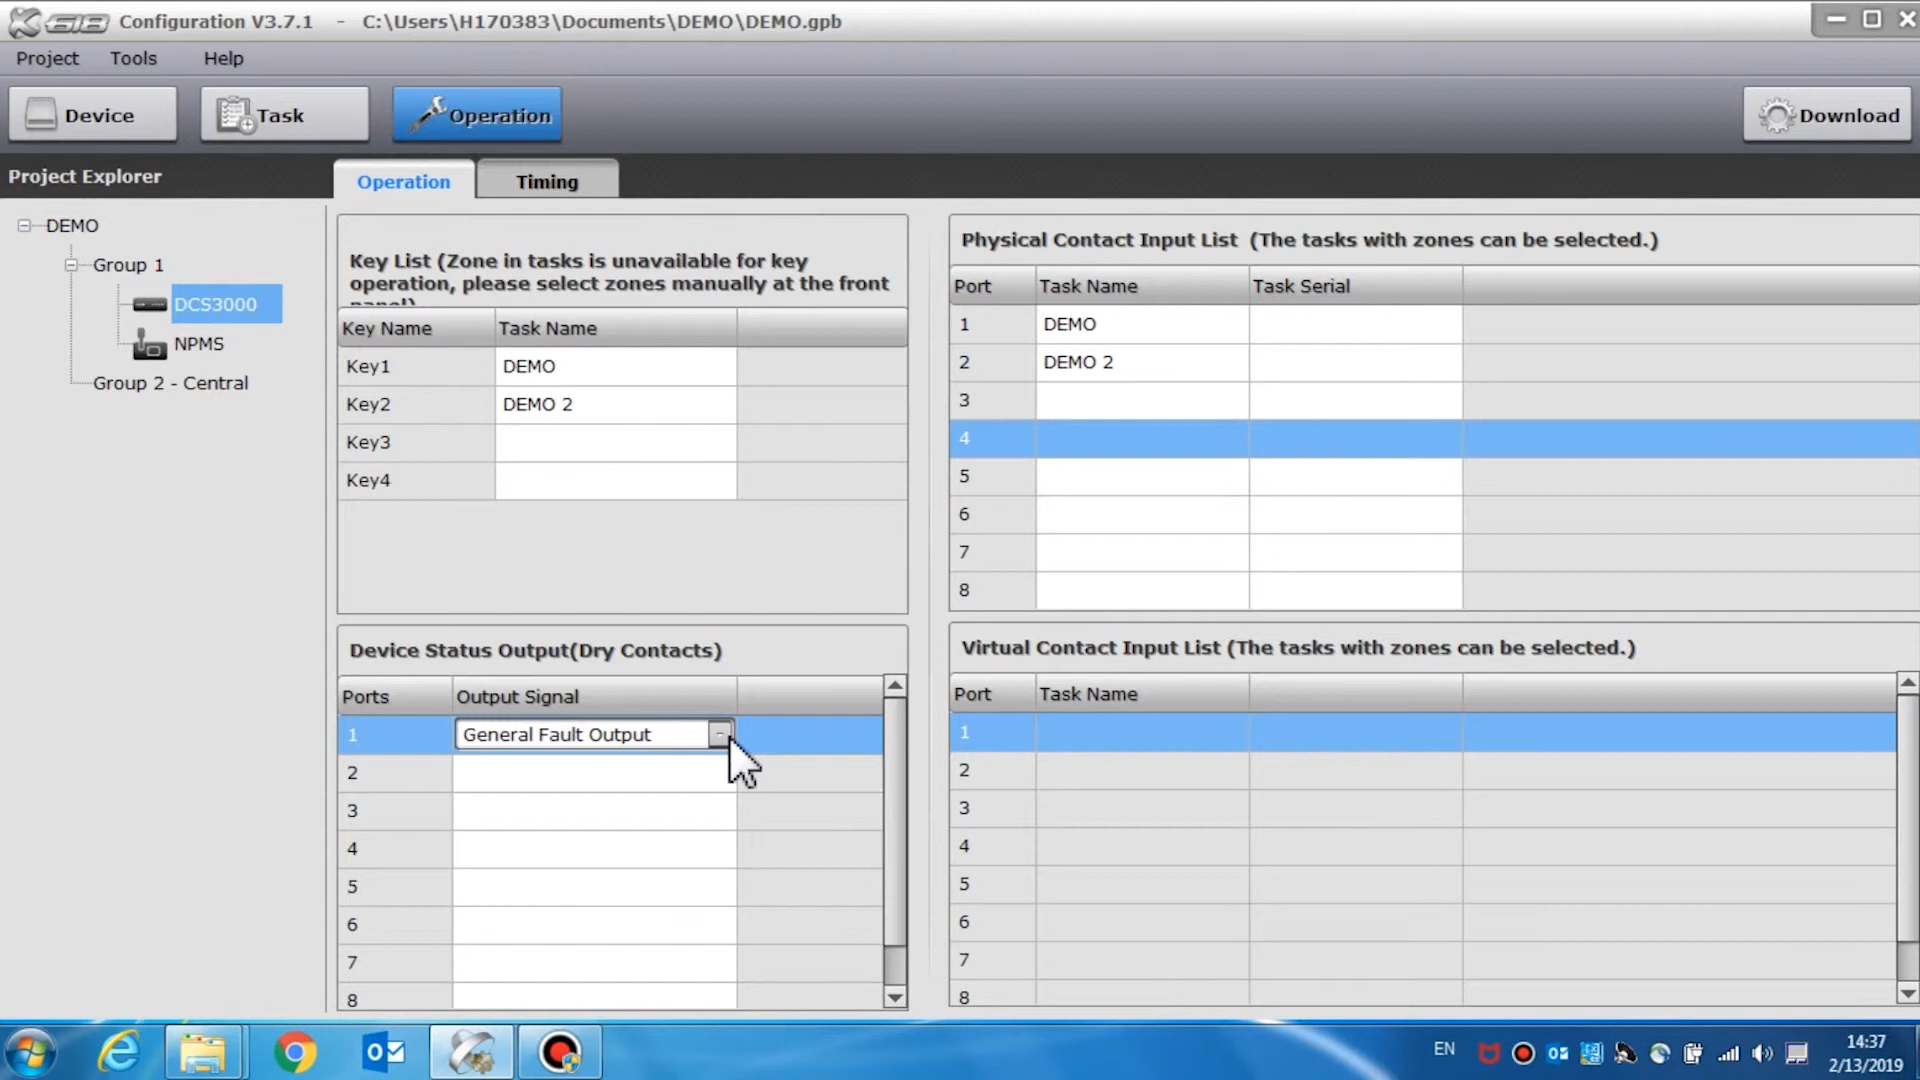 X-618 Configuration V3.7.1 - C:\Users\H170383\Documents\DEMO\DEMO.gpb
Project Tools Help
Device Task Operation Download
Project Explorer
Operation Timing
DEMO
Group 1
DCS3000
NPMS
Group 2 - Central
Key List (Zone in tasks is unavailable for key
operation, please select zones manually at the front
panel)
Key Name Task Name
Key1 DEMO
Key2 DEMO 2
Key3
Key4
Physical Contact Input List (The tasks with zones can be selected.)
Port Task Name Task Serial
1 DEMO
2 DEMO 2
3
4
5
6
7
8
Device Status Output(Dry Contacts)
Ports Output Signal
1 General Fault Output
2
3
4
5
6
7
8
Virtual Contact Input List (The tasks with zones can be selected.)
Port Task Name
1
2
3
4
5
6
7
8
EN
14:37
2/13/2019